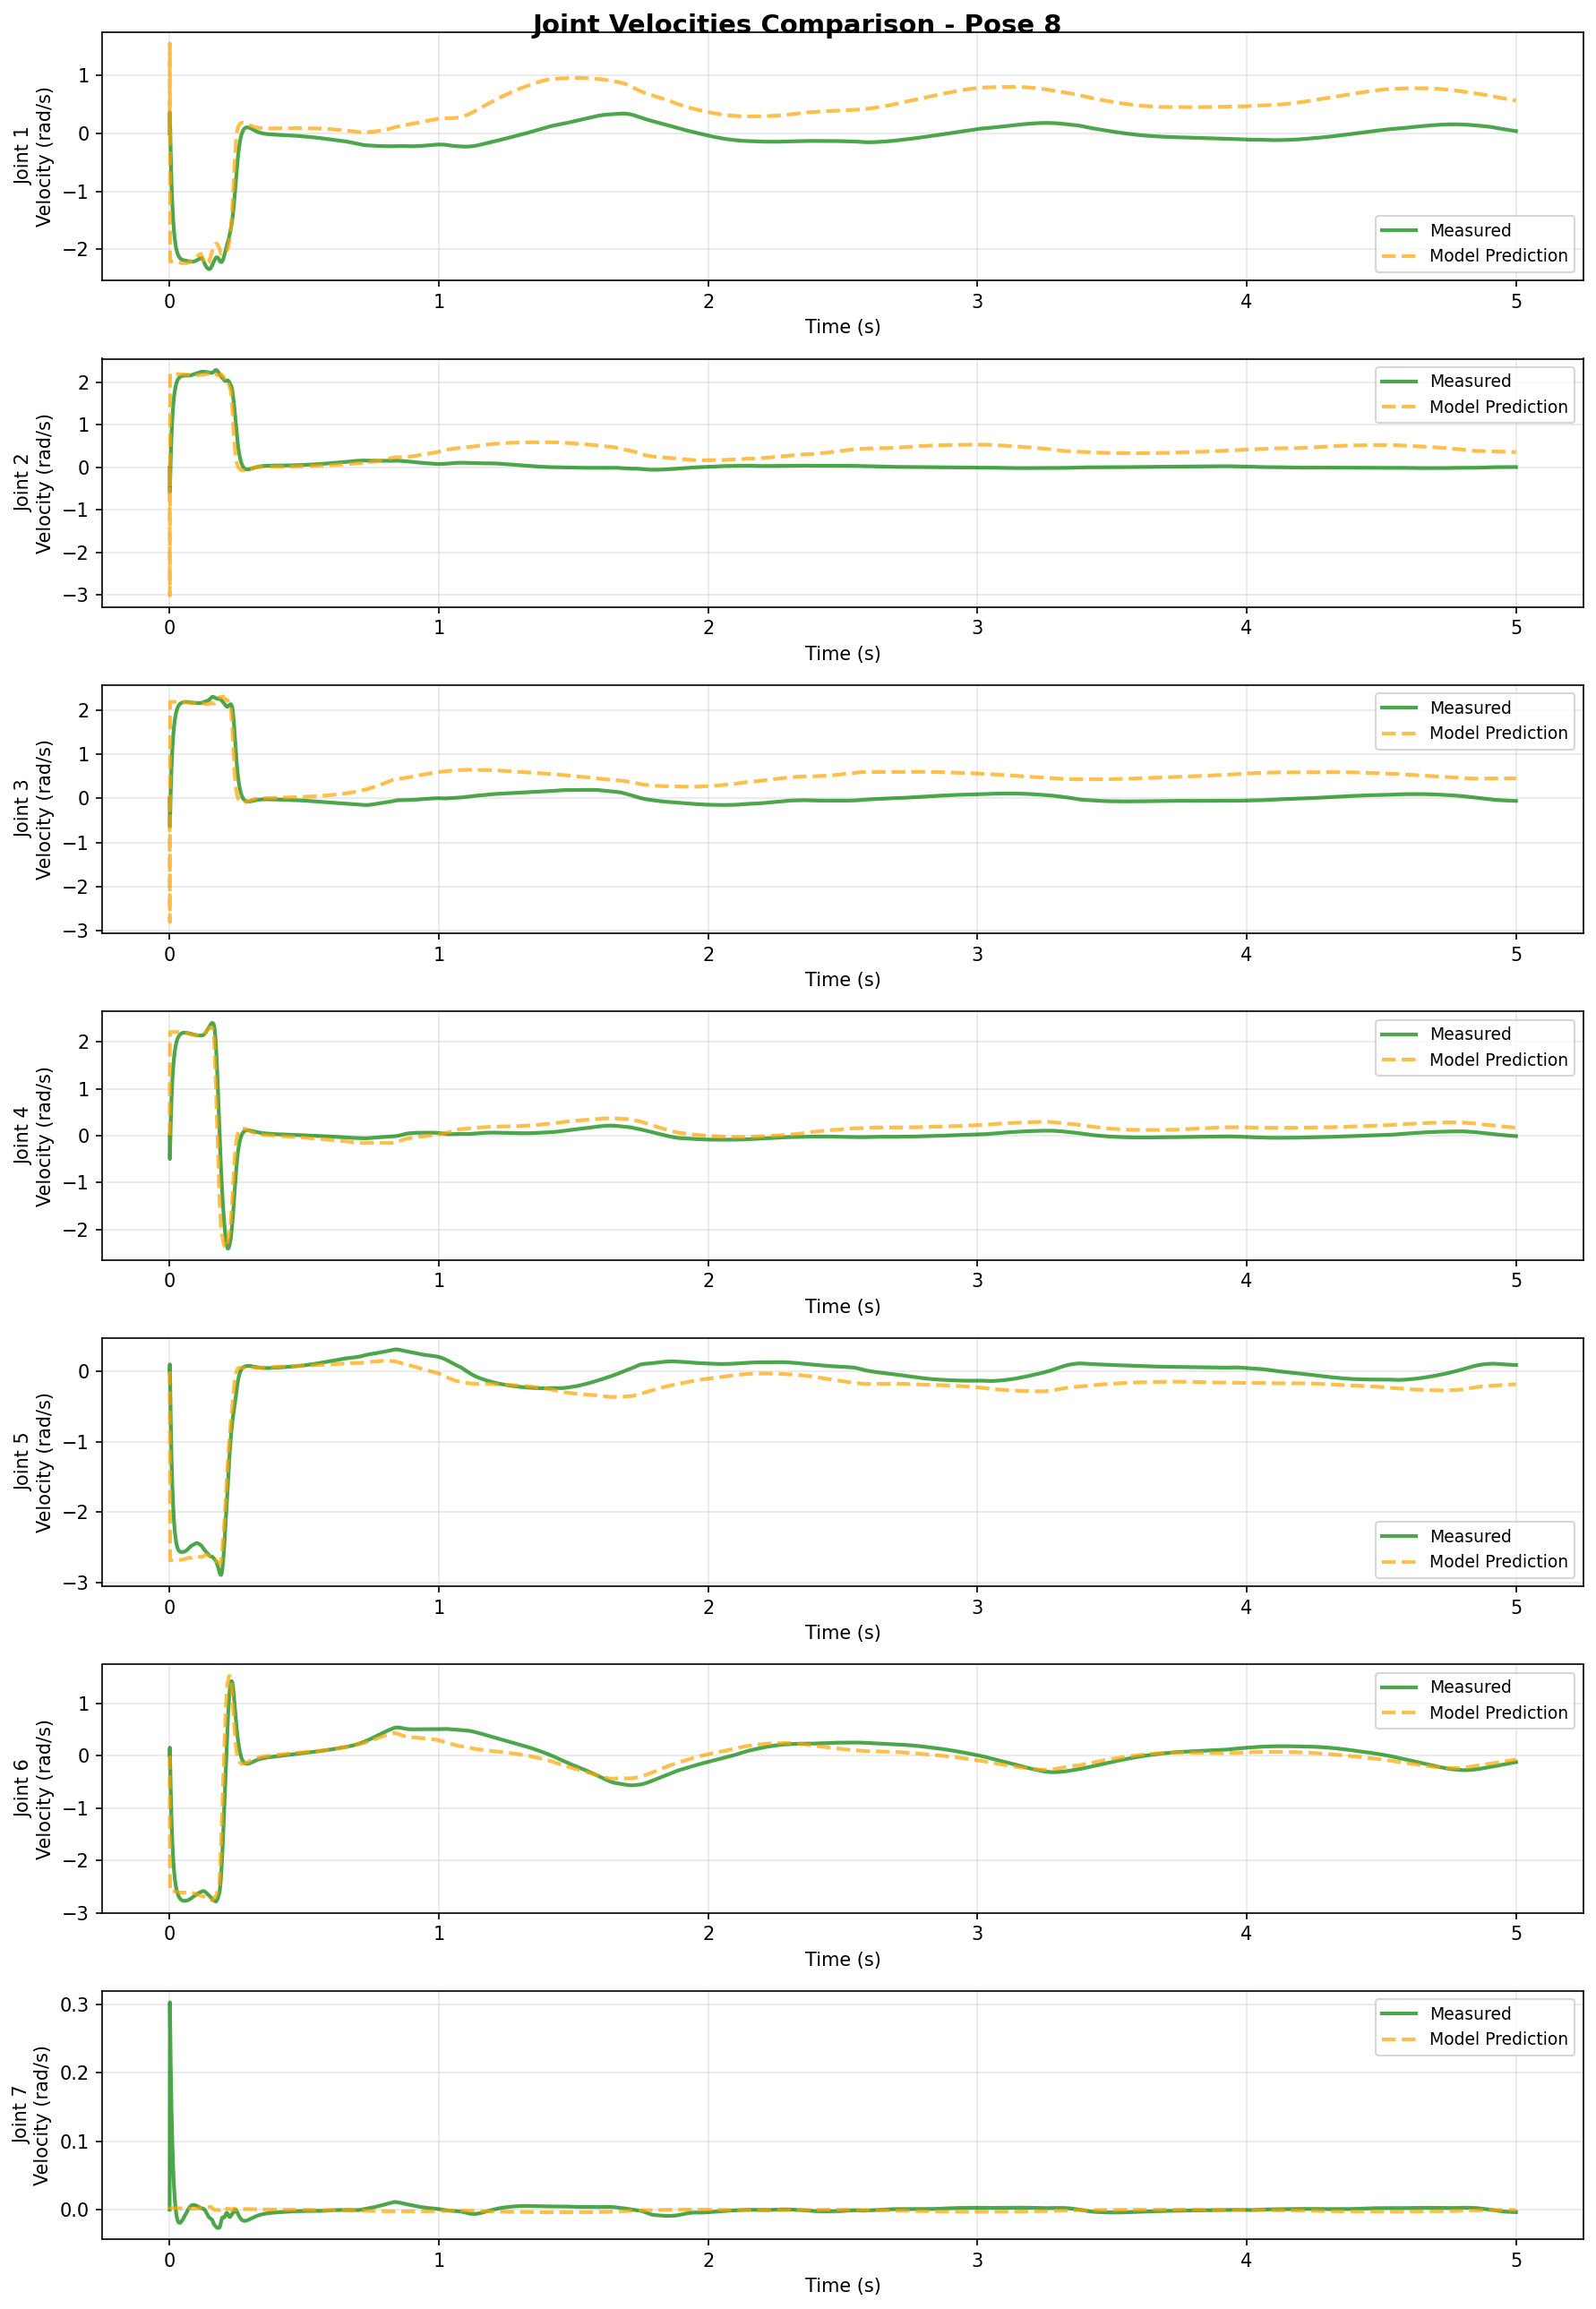 Joint Velocities Comparison - Pose 8
Joint 1
Velocity (rad/s)
1
0
−1
−2
Measured
Model Prediction
0 1 2 3 4 5
Time (s)
Joint 2
Velocity (rad/s)
2
1
0
−1
−2
−3
Measured
Model Prediction
0 1 2 3 4 5
Time (s)
Joint 3
Velocity (rad/s)
2
1
0
−1
−2
−3
Measured
Model Prediction
0 1 2 3 4 5
Time (s)
Joint 4
Velocity (rad/s)
2
1
0
−1
−2
Measured
Model Prediction
0 1 2 3 4 5
Time (s)
Joint 5
Velocity (rad/s)
0
−1
−2
−3
Measured
Model Prediction
0 1 2 3 4 5
Time (s)
Joint 6
Velocity (rad/s)
1
0
−1
−2
−3
Measured
Model Prediction
0 1 2 3 4 5
Time (s)
Joint 7
Velocity (rad/s)
0.3
0.2
0.1
0.0
Measured
Model Prediction
0 1 2 3 4 5
Time (s)